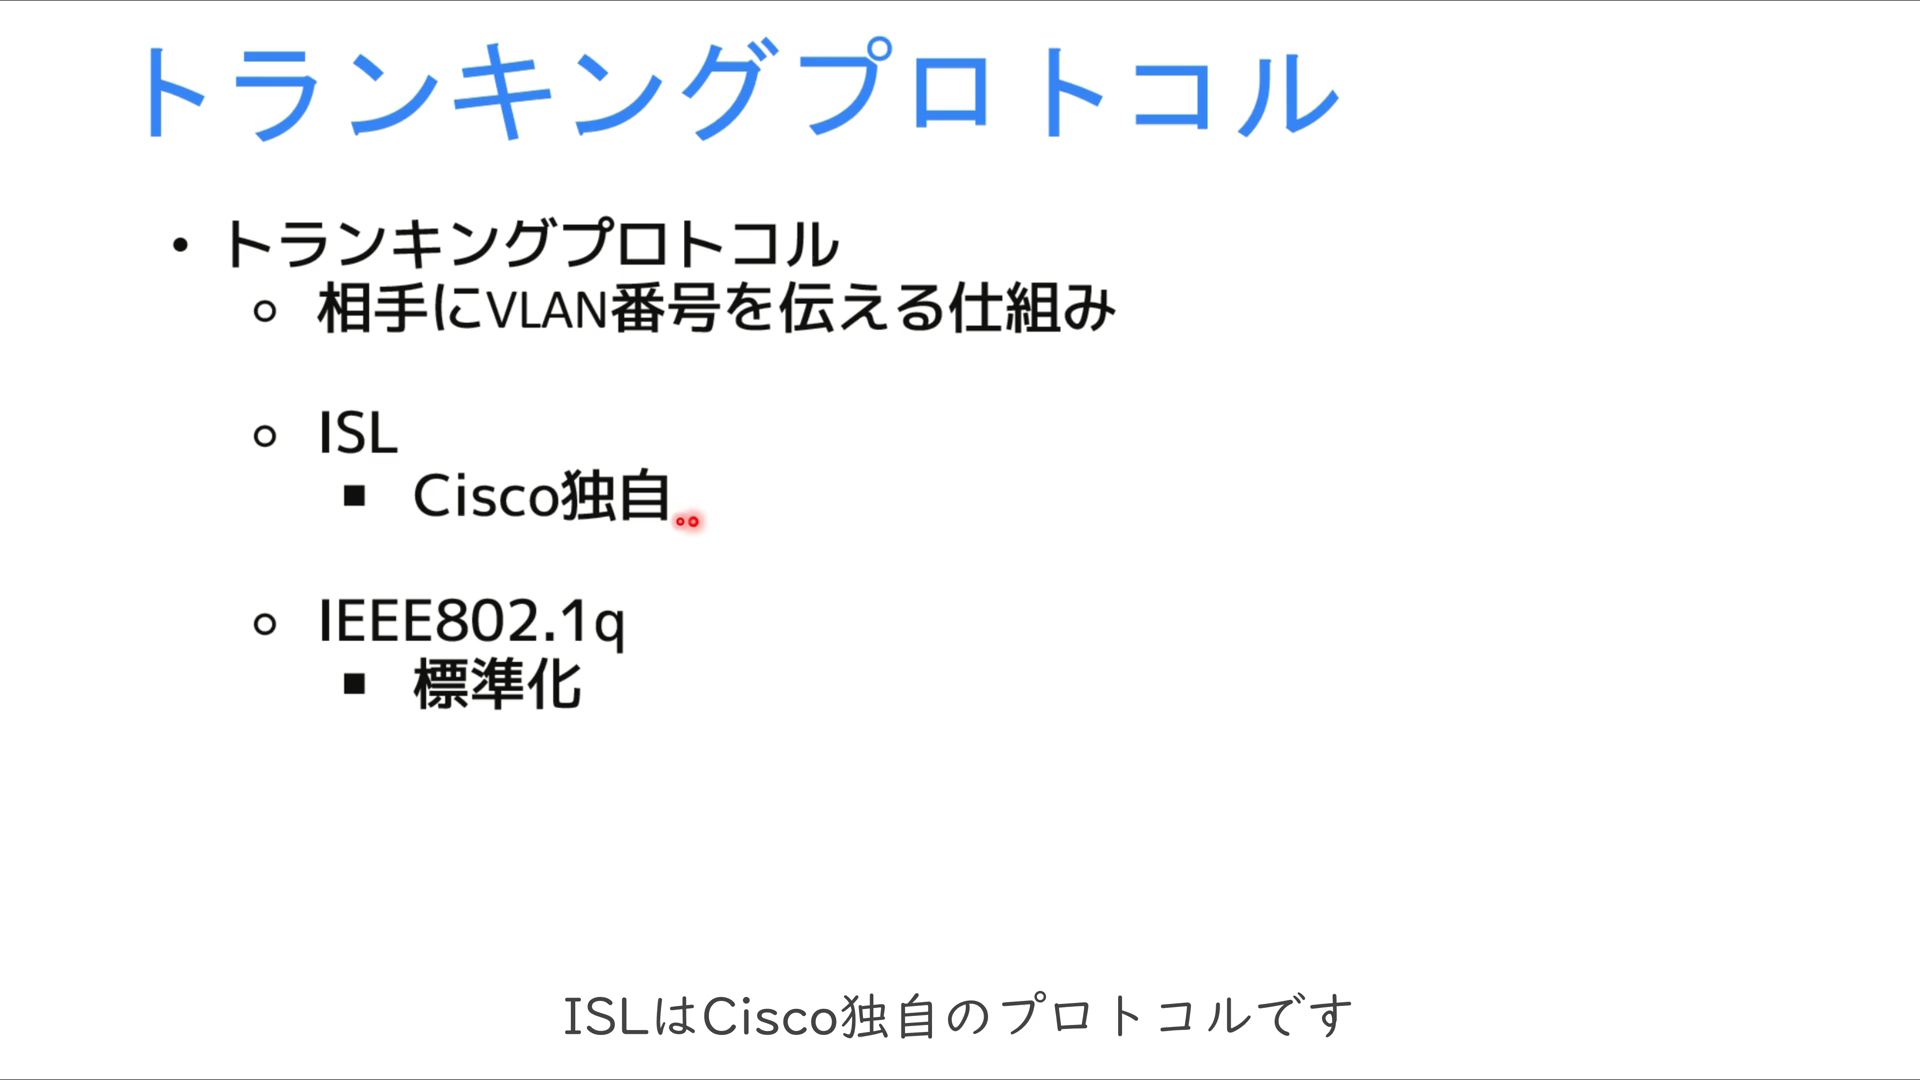 トランキングプロトコル
• トランキングプロトコル
○ 相手にVLAN番号を伝える仕組み
○ ISL
■ Cisco独自
○ IEEE802.1q
■ 標準化
ISLはCisco独自のプロトコルです